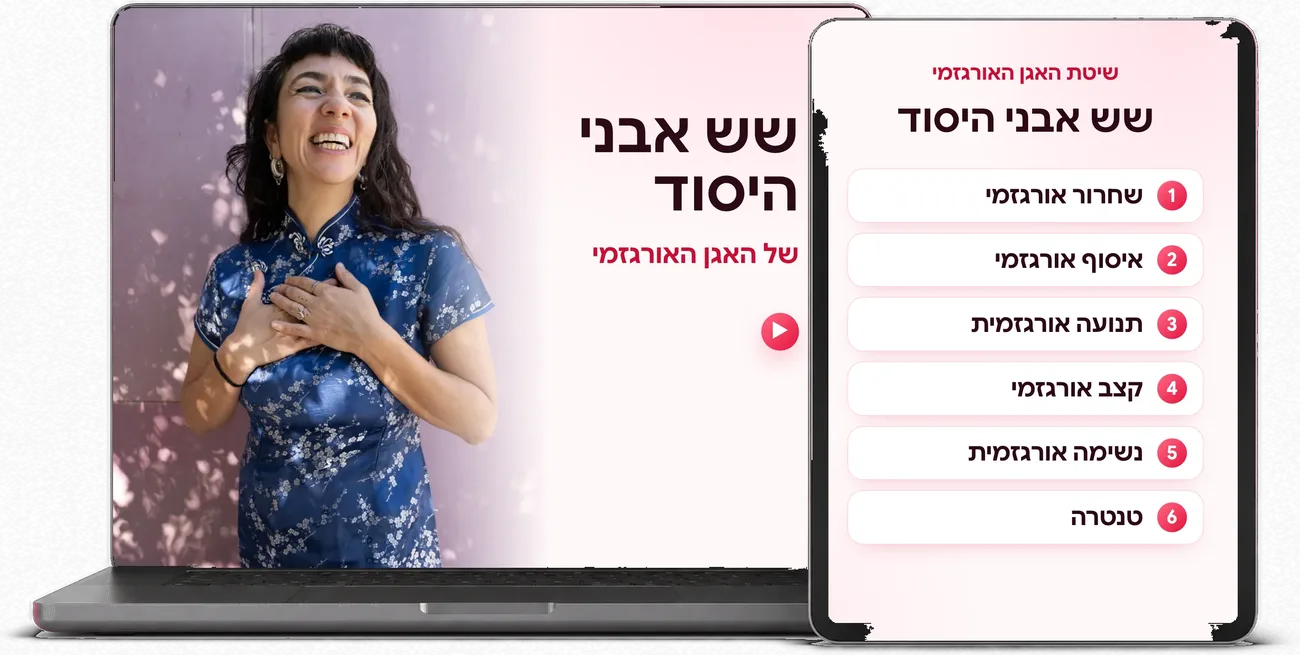 שש אבני
היסוד
של האגן האורגזמי
שיטת האגן האורגזמי
שש אבני היסוד
1 שחרור אורגזמי
2 איסוף אורגזמי
3 תנועה אורגזמית
4 קצב אורגזמי
5 נשימה אורגזמית
6 טנטרה